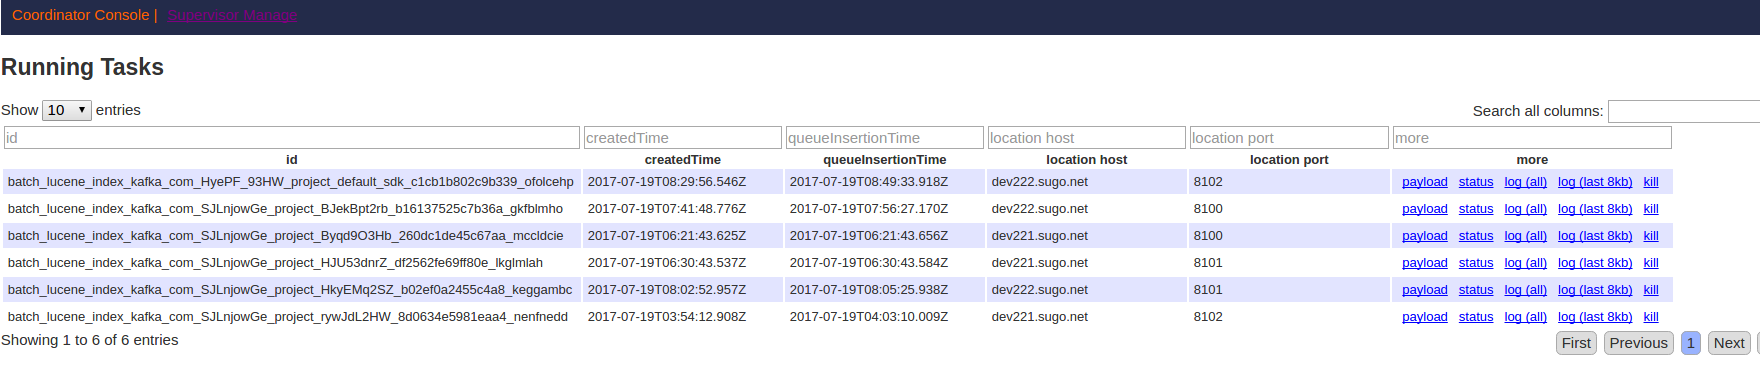 Coordinator Console | Supervisor Manage
Running Tasks
Show 10 entries Search all columns:
id createdTime queueInsertionTime location host location port more
id createdTime queueInsertionTime location host location port more
batch_lucene_index_kafka_com_HyePF_93HW_project_default_sdk_c1cb1b802c9b339_ofolcehp 2017-07-19T08:29:56.546Z 2017-07-19T08:49:33.918Z dev222.sugo.net 8102 payload status log (all) log (last 8kb) kill
batch_lucene_index_kafka_com_SJLnjowGe_project_BJekBpt2rb_b16137525c7b36a_gkfblmho 2017-07-19T07:41:48.776Z 2017-07-19T07:56:27.170Z dev222.sugo.net 8100 payload status log (all) log (last 8kb) kill
batch_lucene_index_kafka_com_SJLnjowGe_project_Byqd9O3Hb_260dc1de45c67aa_mccldcie 2017-07-19T06:21:43.625Z 2017-07-19T06:21:43.656Z dev221.sugo.net 8100 payload status log (all) log (last 8kb) kill
batch_lucene_index_kafka_com_SJLnjowGe_project_HJU53dnrZ_df2562fe69ff80e_lkglmlah 2017-07-19T06:30:43.537Z 2017-07-19T06:30:43.584Z dev221.sugo.net 8101 payload status log (all) log (last 8kb) kill
batch_lucene_index_kafka_com_SJLnjowGe_project_HkyEMq2SZ_b02ef0a2455c4a8_keggambc 2017-07-19T08:02:52.957Z 2017-07-19T08:05:25.938Z dev222.sugo.net 8101 payload status log (all) log (last 8kb) kill
batch_lucene_index_kafka_com_SJLnjowGe_project_rywJdL2HW_8d0634e5981eaa4_nenfnedd 2017-07-19T03:54:12.908Z 2017-07-19T04:03:10.009Z dev221.sugo.net 8102 payload status log (all) log (last 8kb) kill
Showing 1 to 6 of 6 entries First Previous 1 Next